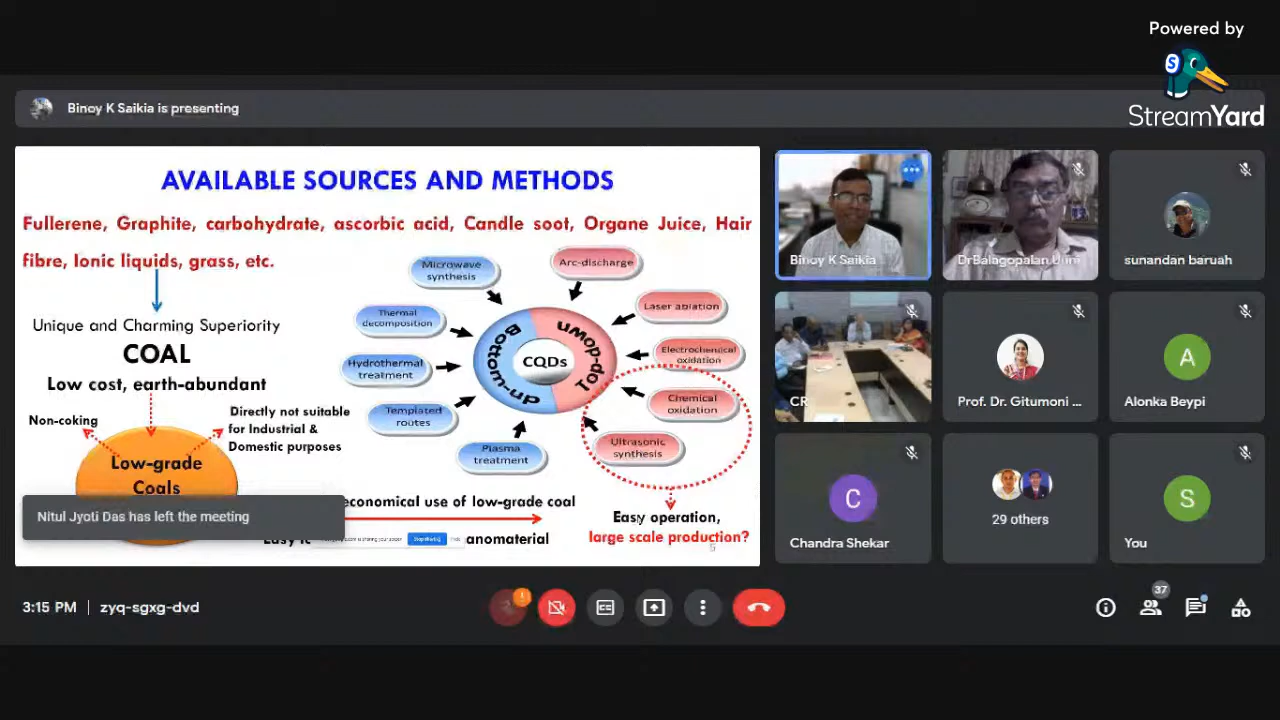 Powered by
StreamYard
Binoy K Saikia is presenting
AVAILABLE SOURCES AND METHODS
Fullerene, Graphite, carbohydrate, ascorbic acid, Candle soot, Organe Juice, Hair
fibre, Ionic liquids, grass, etc.
Unique and Charming Superiority
COAL
Low cost, earth-abundant
Non-coking
Directly not suitable
for Industrial &
Domestic purposes
Low-grade
Coals
Nitul Jyoti Das has left the meeting
economical use of low-grade coal
Easy
anomaterial
Microwave
synthesis
Thermal
decomposition
Hydrothermal
treatment
Templated
routes
Plasma
treatment
Bottom-up
CQDs
Top-down
Arc-discharge
Laser ablation
Electrochemical
oxidation
Chemical
oxidation
Ultrasonic
synthesis
Easy operation,
large scale production?
Stop sharing
Hide
Binoy K Saikia
sunandan baruah
CR
Prof. Dr. Gitumoni ...
A
Alonka Beypi
C
Chandra Shekar
29 others
S
You
3:15 PM | zyq-sgxg-dvd
37